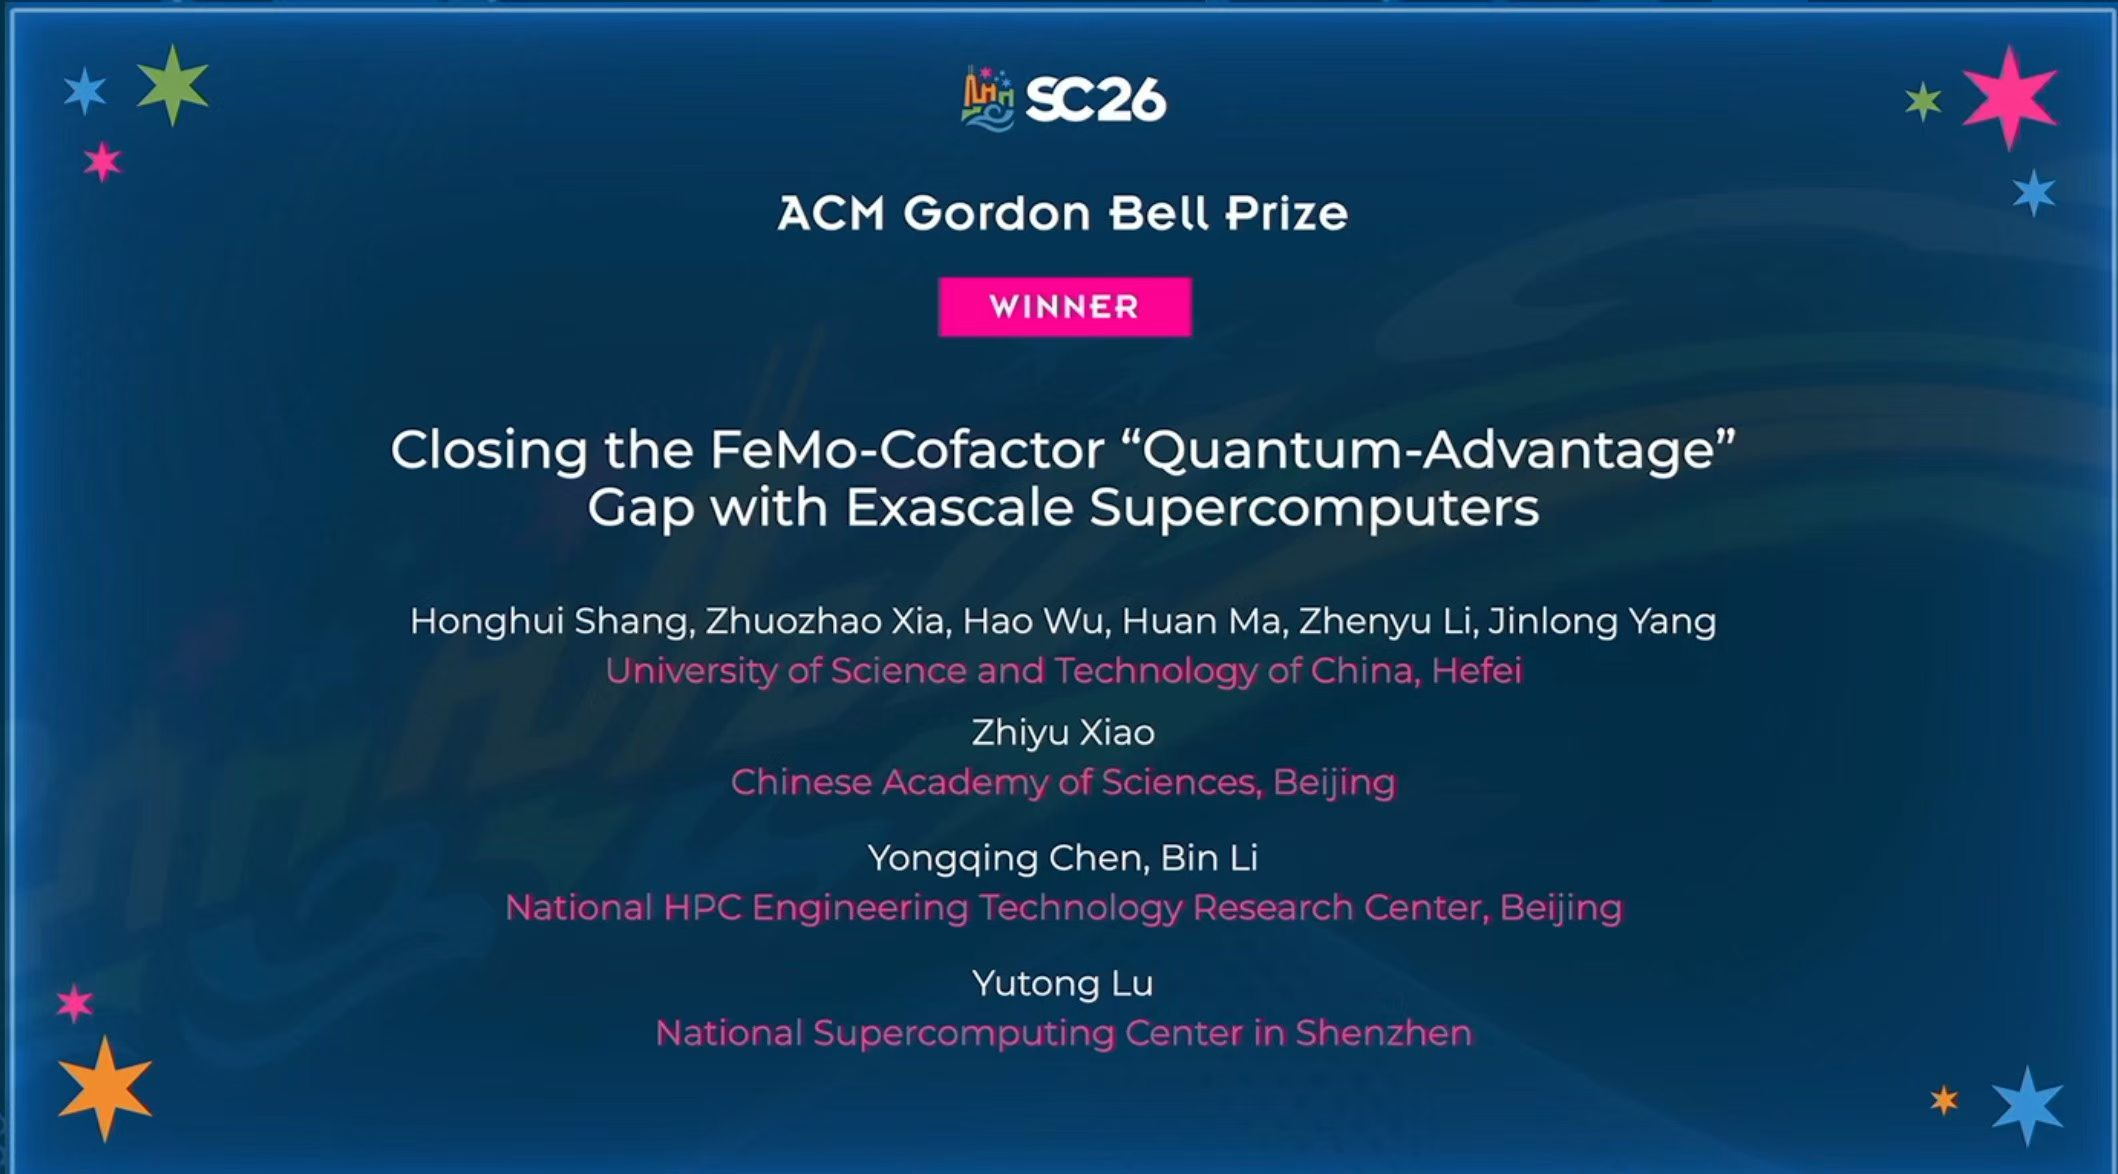 SC26
ACM Gordon Bell Prize
WINNER
Closing the FeMo-Cofactor “Quantum-Advantage”
Gap with Exascale Supercomputers
Honghui Shang, Zhuozhao Xia, Hao Wu, Huan Ma, Zhenyu Li, Jinlong Yang
University of Science and Technology of China, Hefei
Zhiyu Xiao
Chinese Academy of Sciences, Beijing
Yongqing Chen, Bin Li
National HPC Engineering Technology Research Center, Beijing
Yutong Lu
National Supercomputing Center in Shenzhen